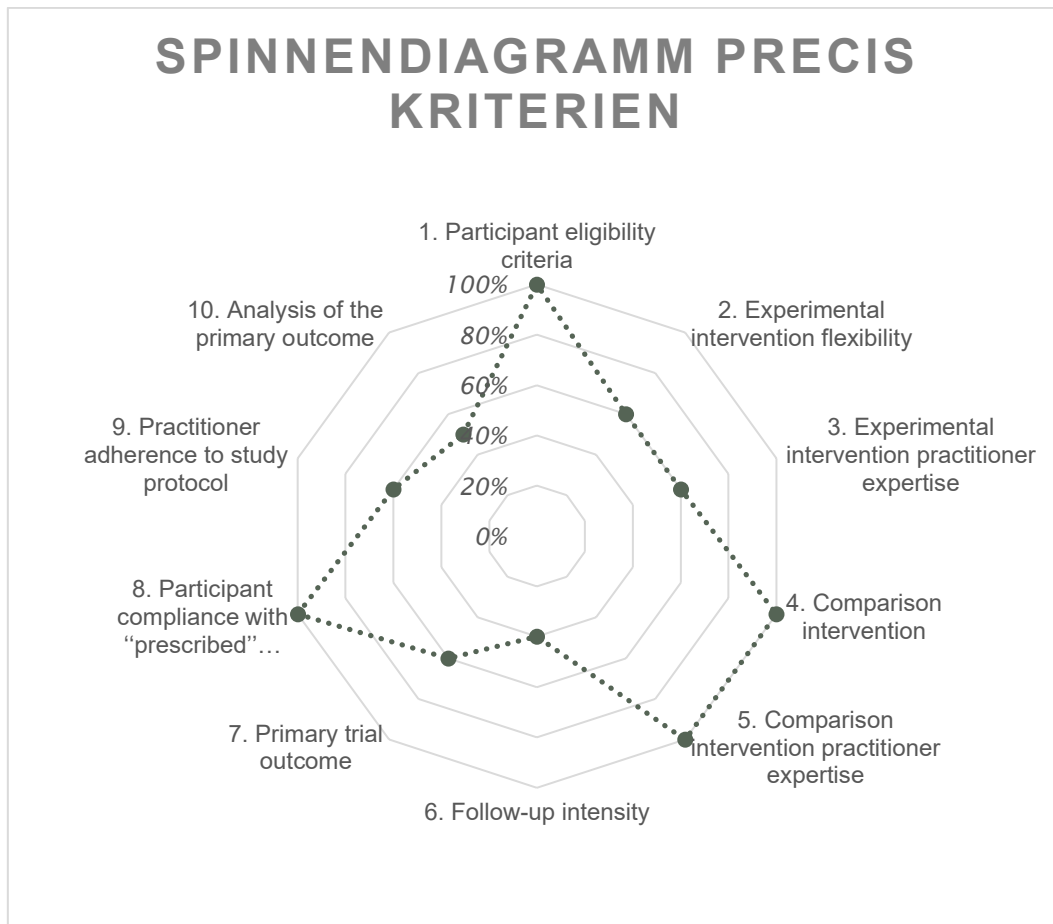 SPINNENDIAGRAMM PRECIS
KRITERIEN
1. Participant eligibility
criteria
2. Experimental
intervention flexibility
3. Experimental
intervention practitioner
expertise
4. Comparison
intervention
5. Comparison
intervention practitioner
expertise
6. Follow-up intensity
7. Primary trial
outcome
8. Participant
compliance with
“prescribed”…
9. Practitioner
adherence to study
protocol
10. Analysis of the
primary outcome
100%
80%
60%
40%
20%
0%